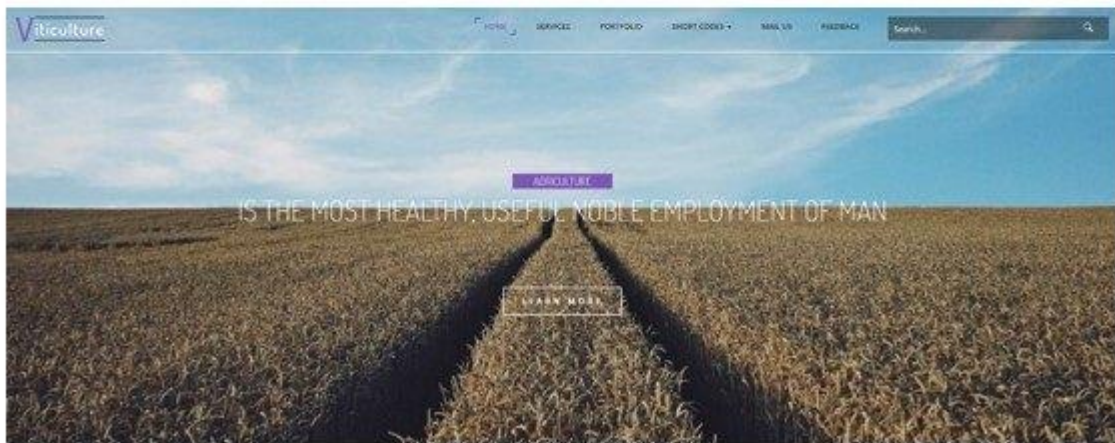 Viticulture
HOME SERVICES PORTFOLIO SHORT CODES MAIL US FEEDBACK Search...
AGRICULTURE
IS THE MOST HEALTHY, USEFUL NOBLE EMPLOYMENT OF MAN
LEARN MORE